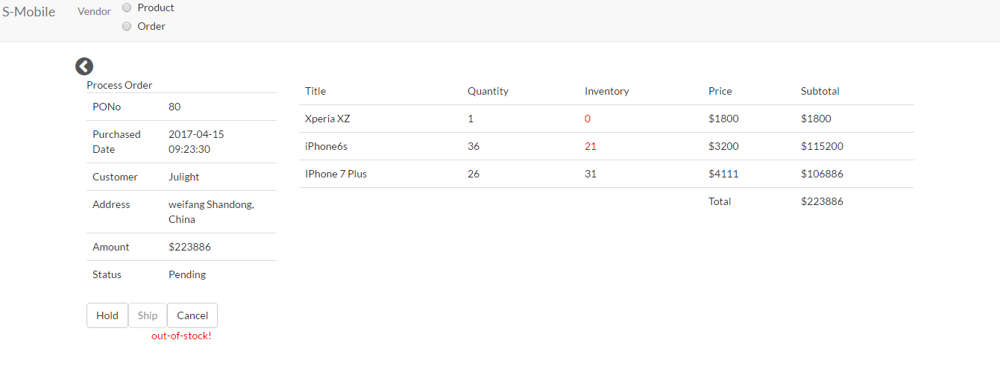 S-Mobile Vendor Product
Order
Process Order
PONo 80
Purchased Date 2017-04-15 09:23:30
Customer Julight
Address weifang Shandong, China
Amount $223886
Status Pending
Hold Ship Cancel
out-of-stock!
Title Quantity Inventory Price Subtotal
Xperia XZ 1 0 $1800 $1800
iPhone6s 36 21 $3200 $115200
IPhone 7 Plus 26 31 $4111 $106886
Total $223886